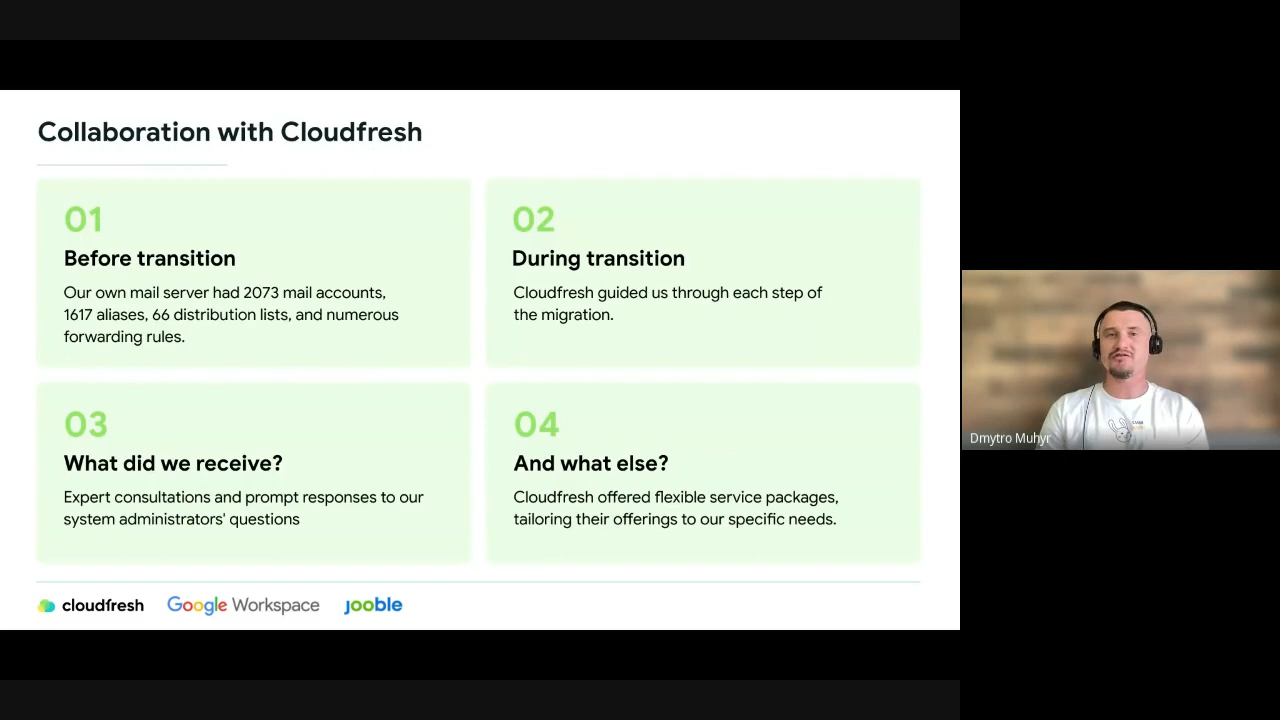 Collaboration with Cloudfresh
01
Before transition
Our own mail server had 2073 mail accounts,
1617 aliases, 66 distribution lists, and numerous
forwarding rules.
02
During transition
Cloudfresh guided us through each step of
the migration.
03
What did we receive?
Expert consultations and prompt responses to our
system administrators' questions
04
And what else?
Cloudfresh offered flexible service packages,
tailoring their offerings to our specific needs.
cloudfresh
Google Workspace
jooble
Dmytro Muhyr